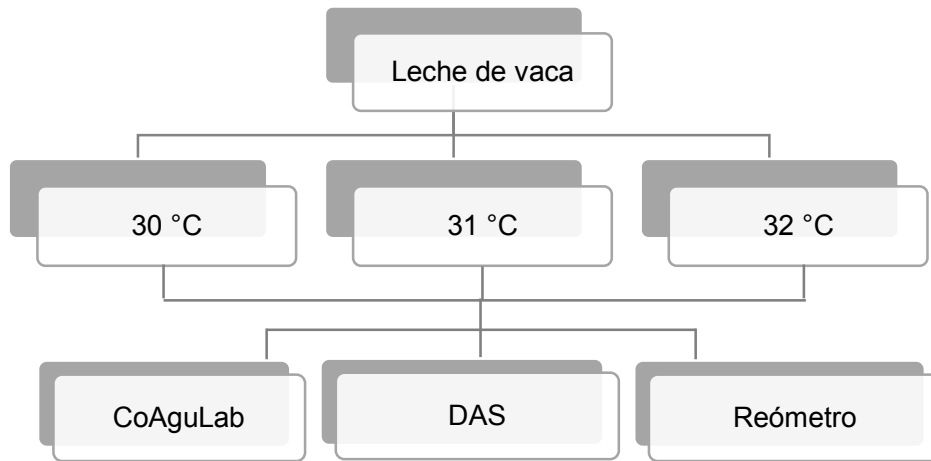 Leche de vaca
30 °C
31 °C
32 °C
CoAguLab
DAS
Reómetro